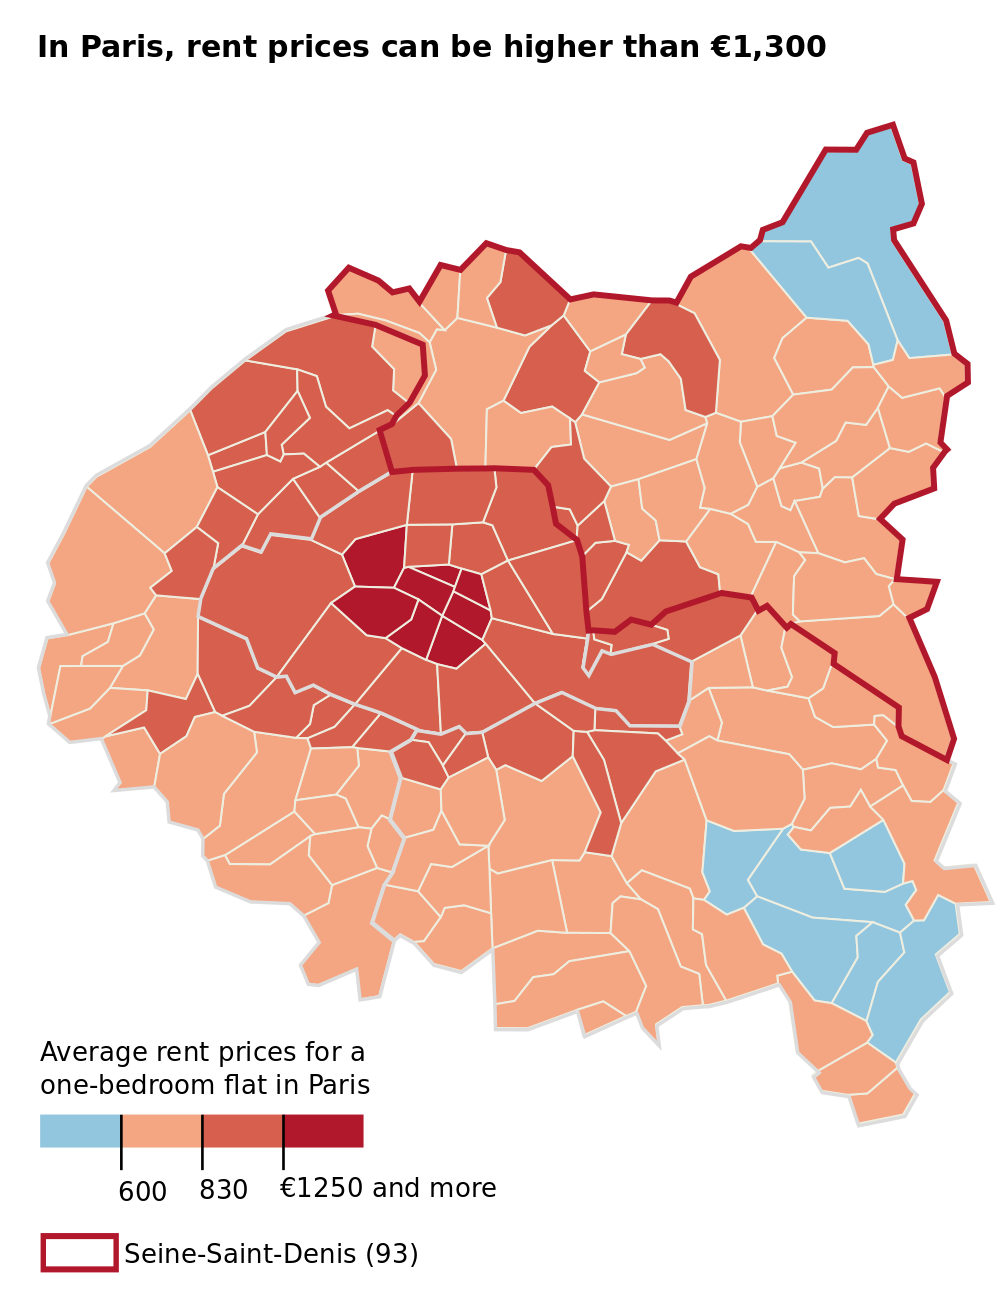 In Paris, rent prices can be higher than €1,300
Average rent prices for a
one-bedroom flat in Paris
600 830 €1250 and more
Seine-Saint-Denis (93)